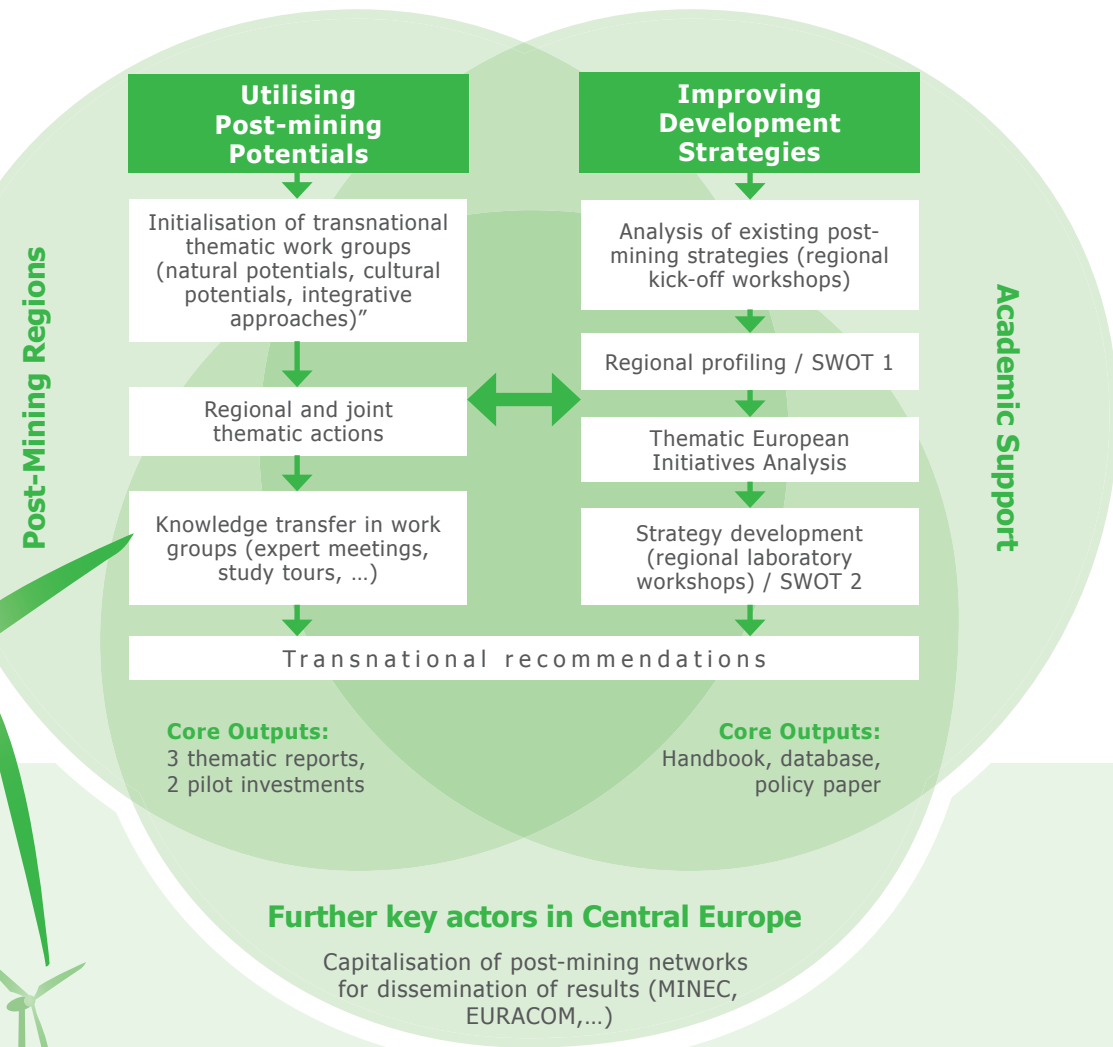 Utilising
Post-mining
Potentials
Initialisation of transnational
thematic work groups
(natural potentials, cultural
potentials, integrative
approaches)”
Regional and joint
thematic actions
Knowledge transfer in work
groups (expert meetings,
study tours, …)
Improving
Development
Strategies
Analysis of existing post-
mining strategies (regional
kick-off workshops)
Regional profiling / SWOT 1
Thematic European
Initiatives Analysis
Strategy development
(regional laboratory
workshops) / SWOT 2
Transnational recommendations
Post-Mining Regions
Academic Support
Core Outputs:
3 thematic reports,
2 pilot investments
Core Outputs:
Handbook, database,
policy paper
Further key actors in Central Europe
Capitalisation of post-mining networks
for dissemination of results (MINEC,
EURACOM,…)